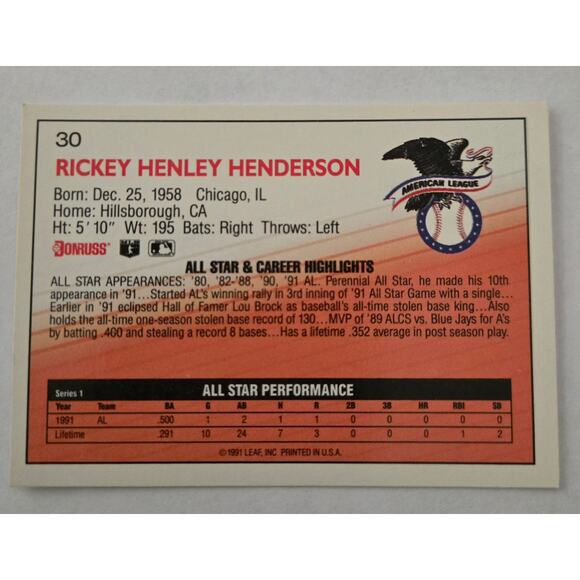 30
RICKEY HENLEY HENDERSON
AMERICAN LEAGUE
Born: Dec. 25, 1958 Chicago, IL
Home: Hillsborough, CA
Ht: 5' 10" Wt: 195 Bats: Right Throws: Left
DONRUSS
ALL STAR & CAREER HIGHLIGHTS
ALL STAR APPEARANCES: '80, '82-'88, '90, '91 AL. Perennial All Star, he made his 10th
appearance in '91...Started AL's winning rally in 3rd inning of '91 All Star Game with a single...
Earlier in '91 eclipsed Hall of Famer Lou Brock as baseball's all-time stolen base king...Also
holds the all-time one-season stolen base record of 130...MVP of '89 ALCS vs. Blue Jays for A's
by batting .400 and stealing a record 8 bases...Has a lifetime .352 average in post season play.
Series 1 ALL STAR PERFORMANCE
Year Team BA G AB H R 2B 3B HR RBI SB
1991 AL .500 1 2 1 1 0 0 0 0 0
Lifetime .291 10 24 7 3 0 0 0 1 2
©1991 LEAF, INC PRINTED IN U.S.A.